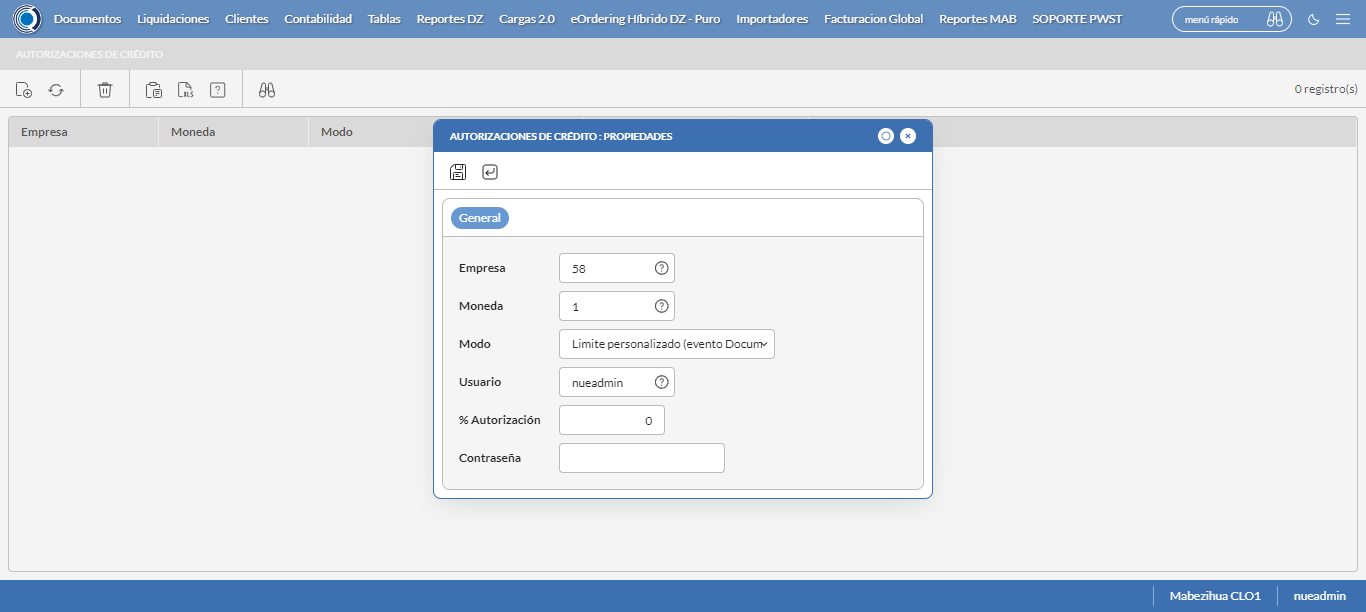 Documentos Liquidaciones Clientes Contabilidad Tablas Reportes DZ Cargas 2.0 eOrdering Híbrido DZ - Puro Importadores Facturacion Global Reportes MAB SOPORTE PWST menú rápido
AUTORIZACIONES DE CRÉDITO
XLS ? 0 registro(s)
Empresa Moneda Modo
AUTORIZACIONES DE CRÉDITO : PROPIEDADES
General
Empresa 58 ?
Moneda 1 ?
Modo Limite personalizado (evento Docum
Usuario nueadmin ?
% Autorización 0
Contraseña
Mabezihua CLO1 nueadmin